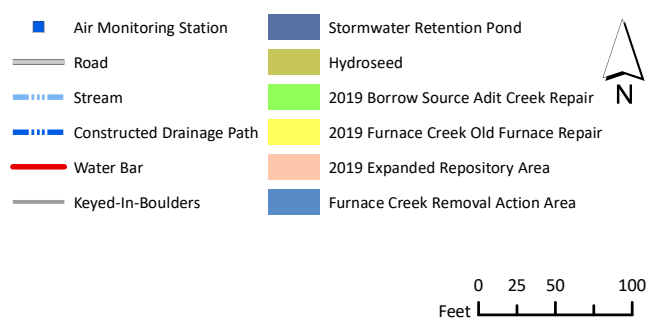 Air Monitoring Station
Road
Stream
Constructed Drainage Path
Water Bar
Keyed-In-Boulders
Stormwater Retention Pond
Hydroseed
2019 Borrow Source Adit Creek Repair
2019 Furnace Creek Old Furnace Repair
2019 Expanded Repository Area
Furnace Creek Removal Action Area
N
0 25 50 100
Feet